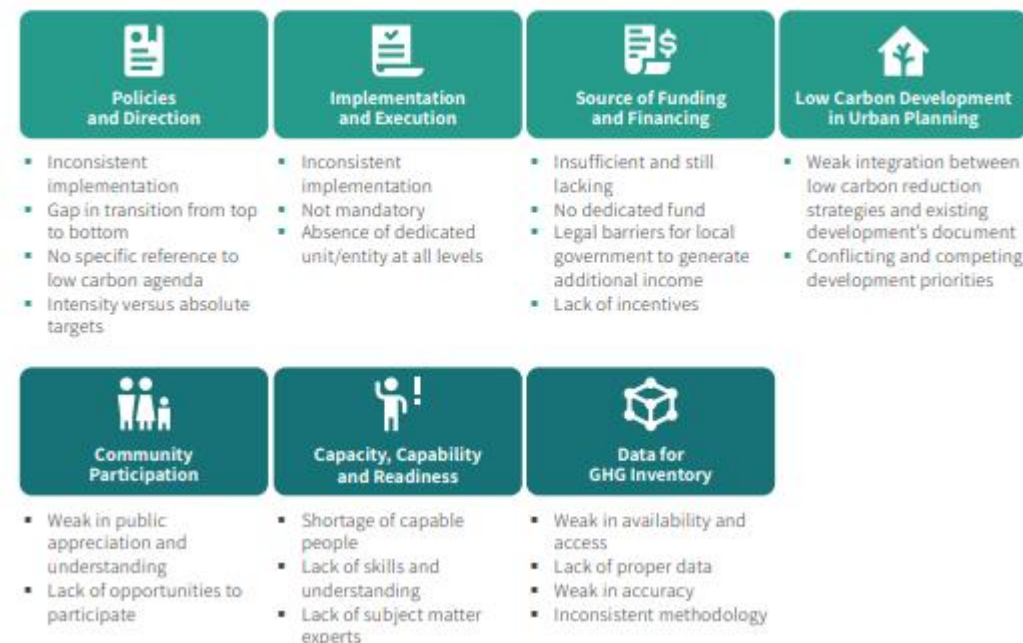 Policies
and Direction
Inconsistent
implementation
Gap in transition from top
to bottom
No specific reference to
low carbon agenda
Intensity versus absolute
targets
Implementation
and Execution
Inconsistent
implementation
Not mandatory
Absence of dedicated
unit/entity at all levels
Source of Funding
and Financing
Insufficient and still
lacking
No dedicated fund
Legal barriers for local
government to generate
additional income
Lack of incentives
Low Carbon Development
in Urban Planning
Weak integration between
low carbon reduction
strategies and existing
development's document
Conflicting and competing
development priorities
Community
Participation
Weak in public
appreciation and
understanding
Lack of opportunities to
participate
Capacity, Capability
and Readiness
Shortage of capable
people
Lack of skills and
understanding
Lack of subject matter
experts
Data for
GHG Inventory
Weak in availability and
access
Lack of proper data
Weak in accuracy
Inconsistent methodology